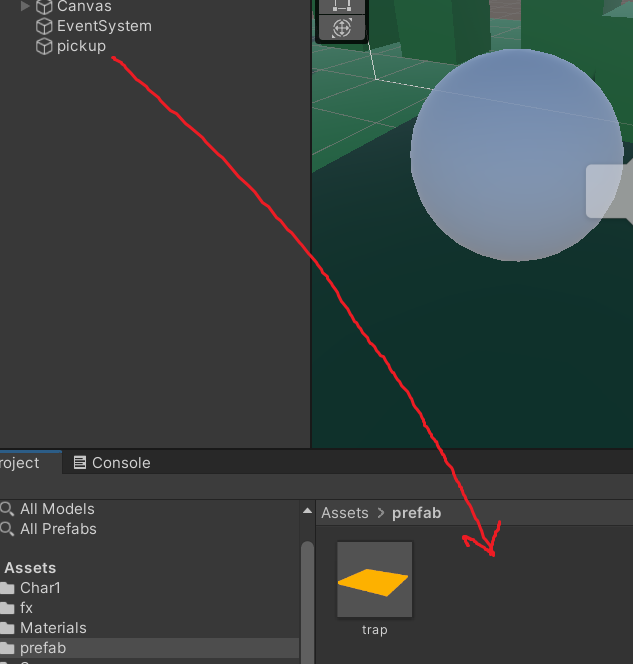 Canvas
EventSystem
pickup
roject
Console
All Models
All Prefabs
Assets > prefab
Assets
Char1
fx
Materials
prefab
trap